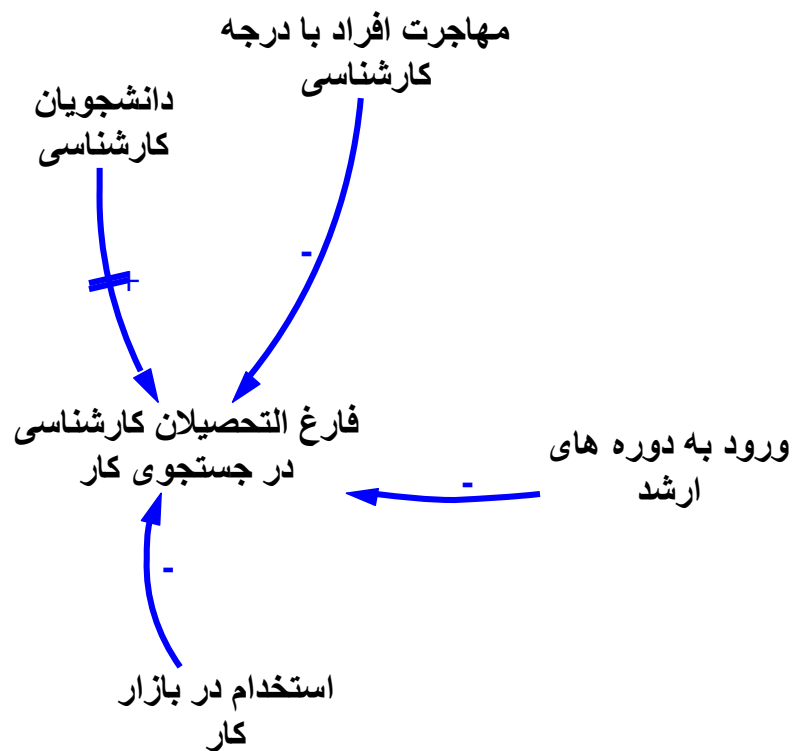 مهاجرت افراد با درجه
کارشناسی
دانشجویان
کارشناسی
-
+
فارغ التحصیلان کارشناسی
در جستجوی کار
ورود به دوره های
ارشد
-
-
استخدام در بازار
کار